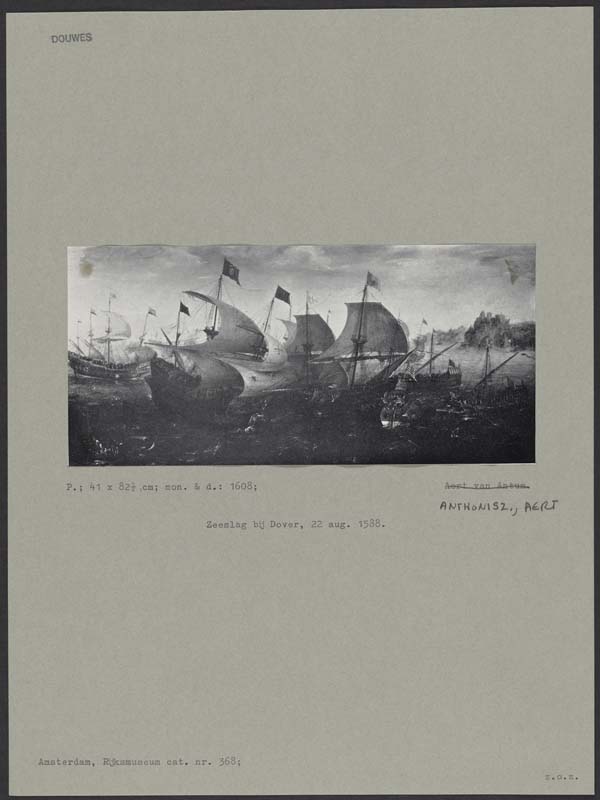 DOUWES
P.; 41 x 82½ cm; mon. & d.: 1608;
Aert van Antum.
ANTHONISZ., AERT
Zeeslag bij Dover, 22 aug. 1588.
Amsterdam, Rijksmuseum cat. nr. 368;
z.o.z.